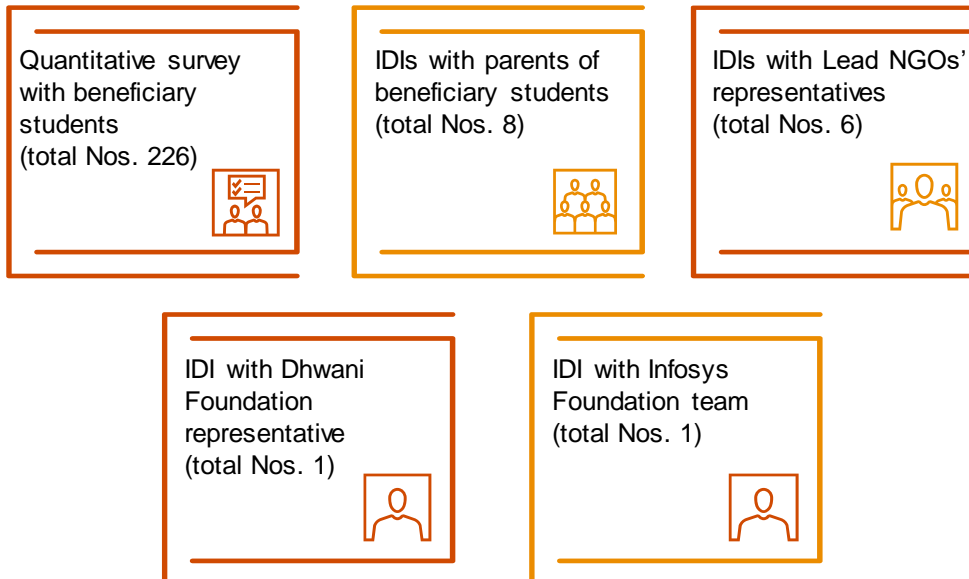 Quantitative survey
with beneficiary
students
(total Nos. 226)
IDIs with parents of
beneficiary students
(total Nos. 8)
IDIs with Lead NGOs’
representatives
(total Nos. 6)
IDI with Dhwani
Foundation
representative
(total Nos. 1)
IDI with Infosys
Foundation team
(total Nos. 1)